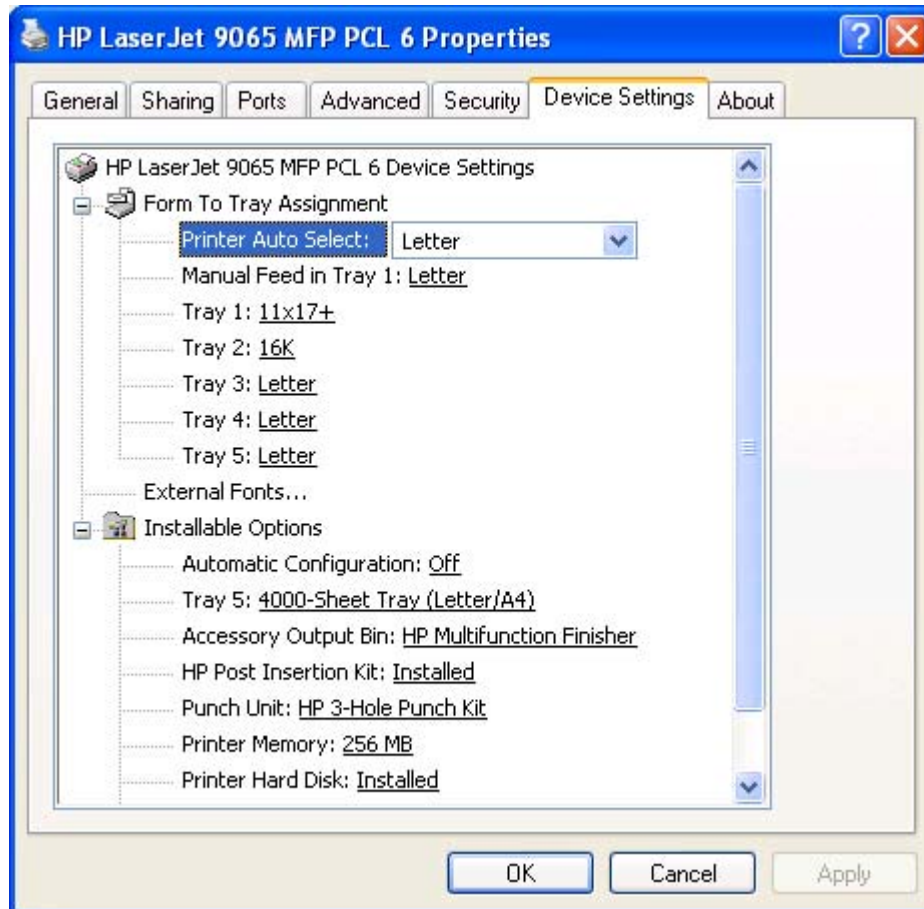 HP LaserJet 9065 MFP PCL 6 Properties
General Sharing Ports Advanced Security Device Settings About
HP LaserJet 9065 MFP PCL 6 Device Settings
Form To Tray Assignment
Printer Auto Select: Letter
Manual Feed in Tray 1: Letter
Tray 1: 11x17+
Tray 2: 16K
Tray 3: Letter
Tray 4: Letter
Tray 5: Letter
External Fonts...
Installable Options
Automatic Configuration: Off
Tray 5: 4000-Sheet Tray (Letter/A4)
Accessory Output Bin: HP Multifunction Finisher
HP Post Insertion Kit: Installed
Punch Unit: HP 3-Hole Punch Kit
Printer Memory: 256 MB
Printer Hard Disk: Installed
OK Cancel Apply